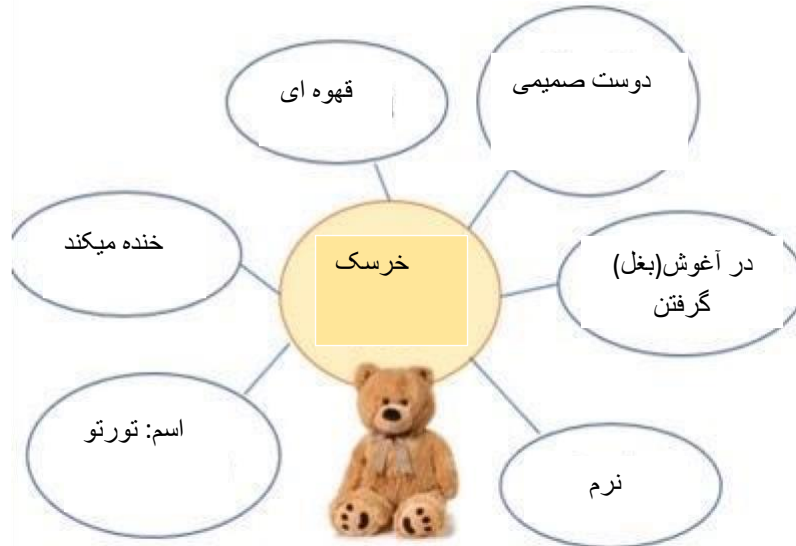 دوست صمیمی
قهوه ای
خنده میکند
خرسک
در آغوش(بغل)
گرفتن
اسم: تورتو
نرم